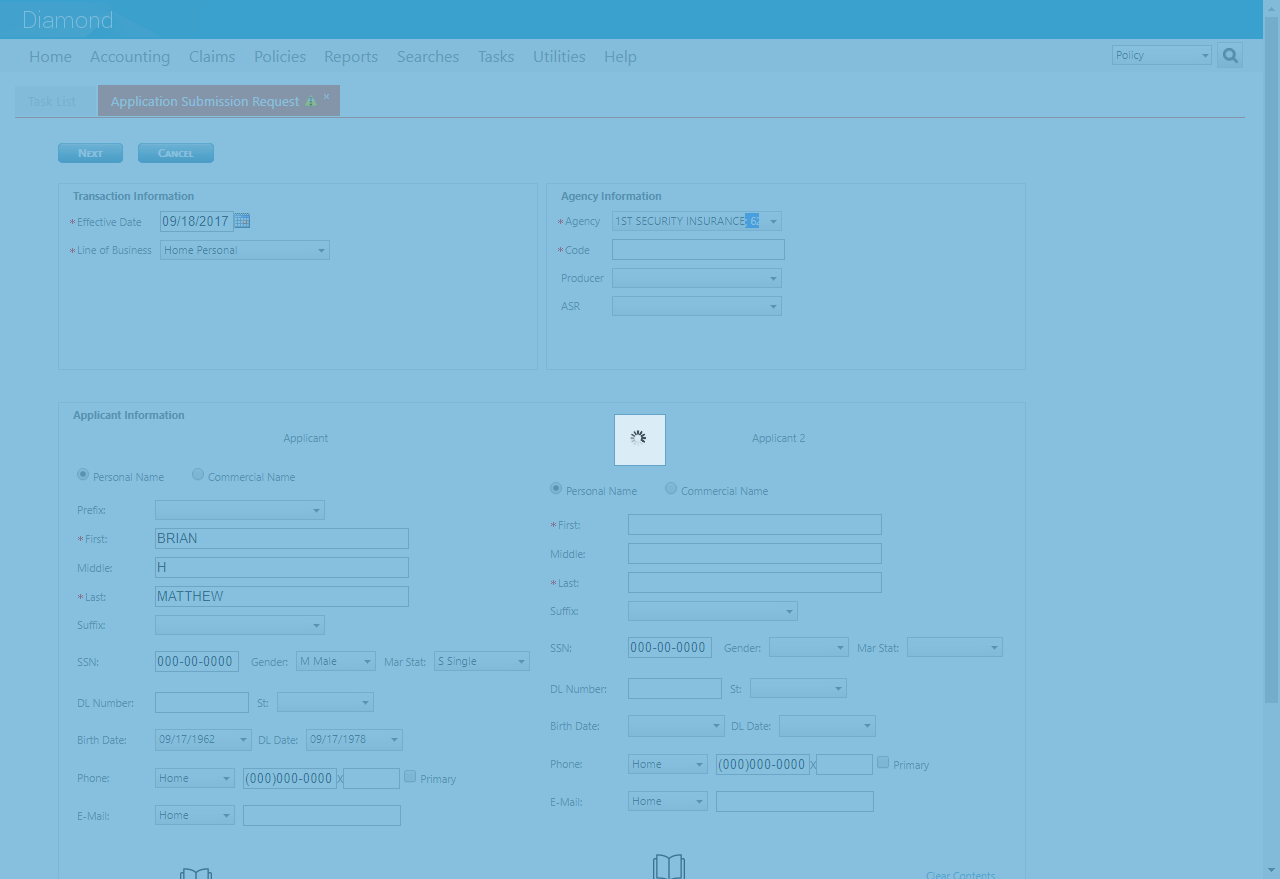 Diamond
Home Accounting Claims Policies Reports Searches Tasks Utilities Help Policy
Task List Application Submission Request ×
NEXT CANCEL
Transaction Information
* Effective Date 09/18/2017
* Line of Business Home Personal
Agency Information
* Agency 1ST SECURITY INSURANCE
* Code
Producer
ASR
Applicant Information
Applicant
Personal Name Commercial Name
Prefix:
* First: BRIAN
Middle: H
* Last: MATTHEW
Suffix:
SSN: 000-00-0000 Gender: M Male Mar Stat: S Single
DL Number: St:
Birth Date: 09/17/1962 DL Date: 09/17/1978
Phone: Home (000)000-0000 x Primary
E-Mail: Home
Applicant 2
Personal Name Commercial Name
* First:
Middle:
* Last:
Suffix:
SSN: 000-00-0000 Gender: Mar Stat:
DL Number: St:
Birth Date: DL Date:
Phone: Home (000)000-0000 x Primary
E-Mail: Home
Clear Contents